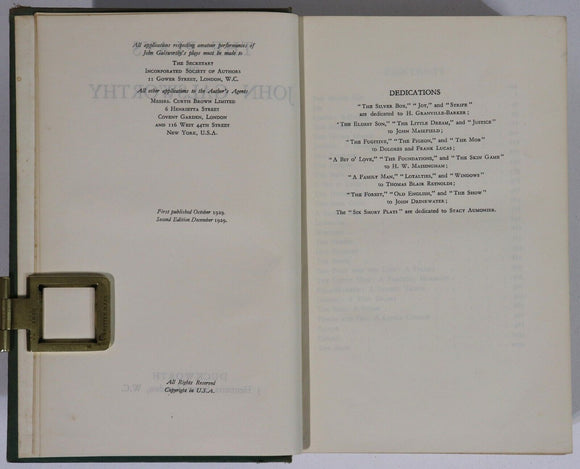 All applications respecting amateur performances of
John Galsworthy's plays must be made to
The Secretary
Incorporated Society of Authors
11 Gower Street, London, W.C.
All other applications to the Author's Agents
Messrs. Curtis Brown Limited
6 Henrietta Street
Covent Garden, London
and 116 West 44th Street
New York, U.S.A.
First published October 1929.
Second Edition December 1929.
All Rights Reserved
Copyright in U.S.A.
DEDICATIONS
"The Silver Box," "Joy," and "Strife"
are dedicated to H. Granville-Barker;
"The Eldest Son," "The Little Dream," and "Justice"
to John Masefield;
"The Fugitive, "The Pigeon," and "The Mob"
to Dolores and Frank Lucas;
"A Bit o' Love," "The Foundations," and "The Skin Game"
to H. W. Massingham;
"A Family Man," "Loyalties," and "Windows"
to Thomas Blair Reynolds;
"The Forest," "Old English," and "The Show"
to John Drinkwater;
The "Six Short Plays" are dedicated to Stacy Aumonier.